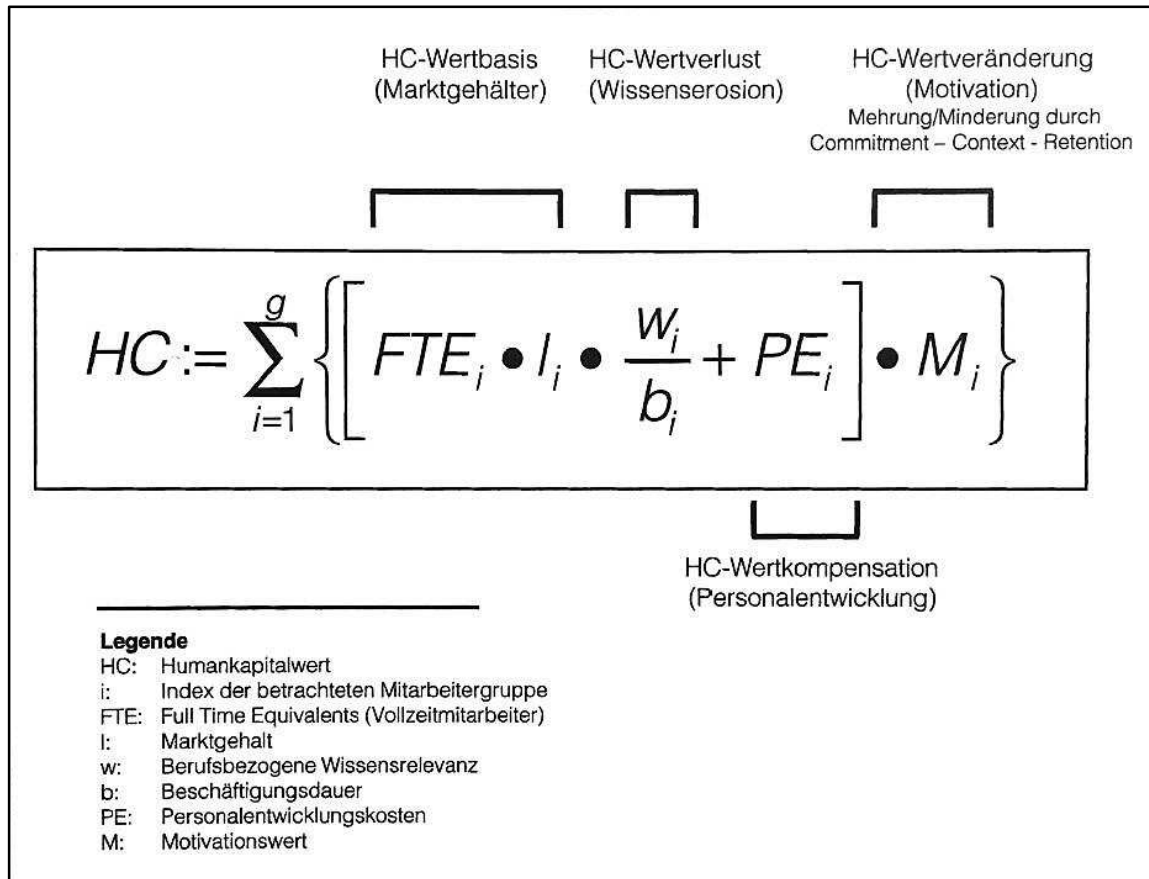 HC-Wertbasis
(Marktgehälter)
HC-Wertverlust
(Wissenserosion)
HC-Wertveränderung
(Motivation)
Mehrung/Minderung durch
Commitment – Context - Retention
HC := ∑_{i=1}^{g} { [ FTE_i • l_i • w_i/b_i + PE_i ] • M_i }
HC-Wertkompensation
(Personalentwicklung)
Legende
HC: Humankapitalwert
i: Index der betrachteten Mitarbeitergruppe
FTE: Full Time Equivalents (Vollzeitmitarbeiter)
l: Marktgehalt
w: Berufsbezogene Wissensrelevanz
b: Beschäftigungsdauer
PE: Personalentwicklungskosten
M: Motivationswert